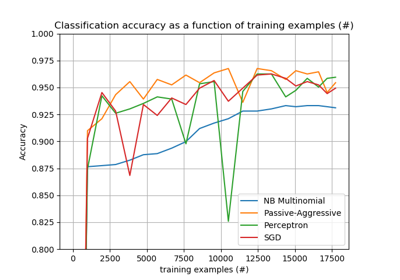 Classification accuracy as a function of training examples (#)
1.000
0.975
0.950
0.925
0.900
0.875
0.850
0.825
0.800
Accuracy
NB Multinomial
Passive-Aggressive
Perceptron
SGD
0 2500 5000 7500 10000 12500 15000 17500
training examples (#)